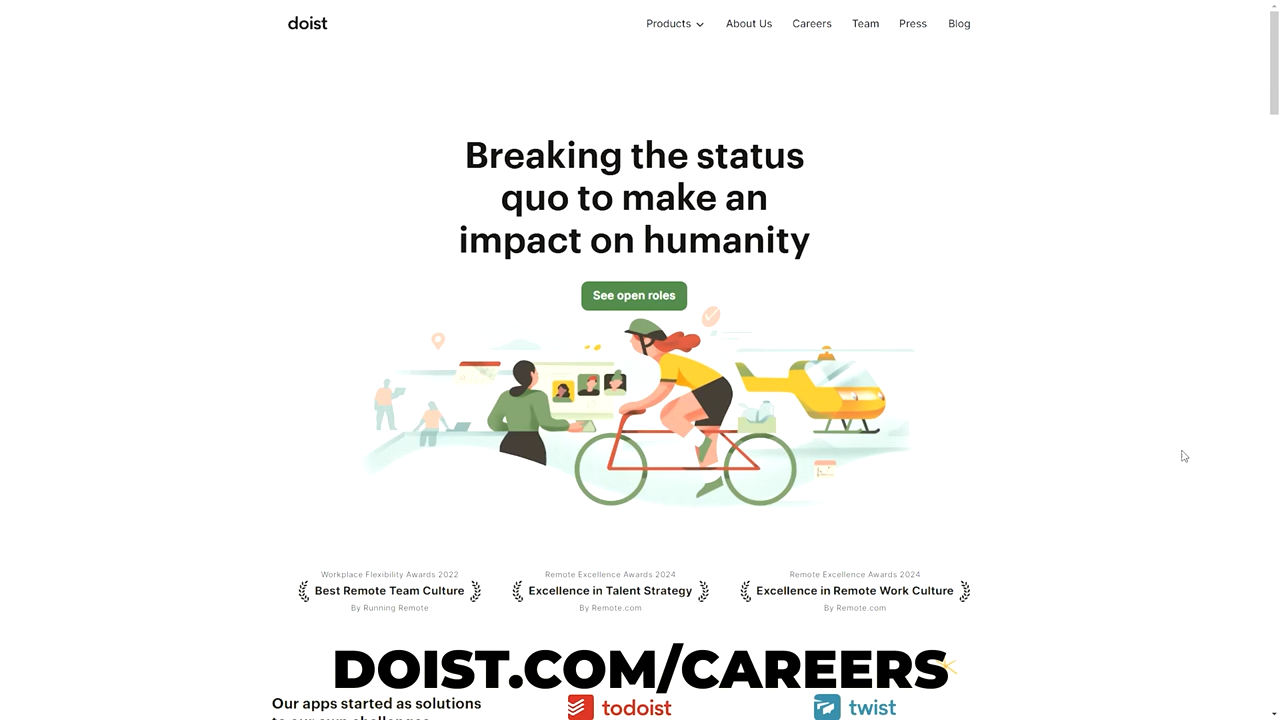 doist
Products
About Us
Careers
Team
Press
Blog
Breaking the status
quo to make an
impact on humanity
See open roles
Workplace Flexibility Awards 2022
Best Remote Team Culture
By Running Remote
Remote Excellence Awards 2024
Excellence in Talent Strategy
By Remote.com
Remote Excellence Awards 2024
Excellence in Remote Work Culture
By Remote.com
DOIST.COM/CAREERS
Our apps started as solutions
to our own challenges
todoist
twist